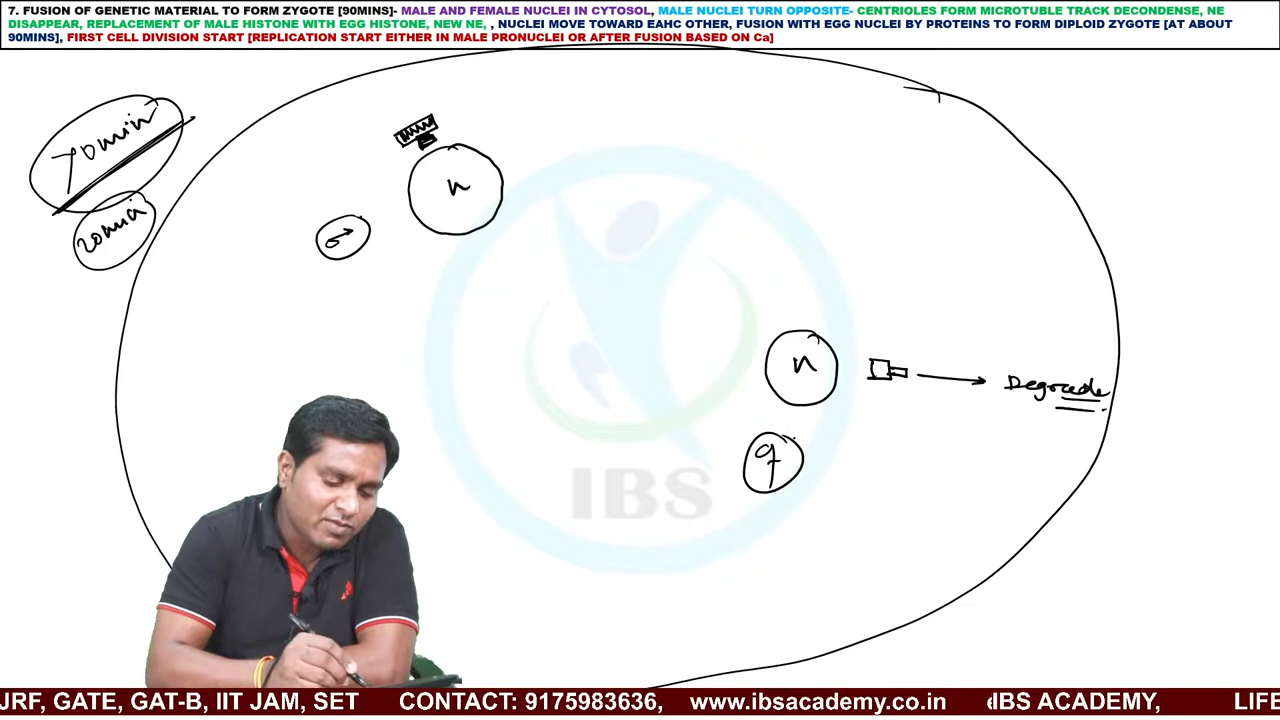 7. FUSION OF GENETIC MATERIAL TO FORM ZYGOTE [90MINS]- MALE AND FEMALE NUCLEI IN CYTOSOL, MALE NUCLEI TURN OPPOSITE- CENTRIOLES FORM MICROTUBLE TRACK DECONDENSE, NE
DISAPPEAR, REPLACEMENT OF MALE HISTONE WITH EGG HISTONE, NEW NE, , NUCLEI MOVE TOWARD EAHC OTHER, FUSION WITH EGG NUCLEI BY PROTEINS TO FORM DIPLOID ZYGOTE [AT ABOUT
90MINS], FIRST CELL DIVISION START [REPLICATION START EITHER IN MALE PRONUCLEI OR AFTER FUSION BASED ON Ca]
n
♂
n
Degrade
♀
IBS
JRF, GATE, GAT-B, IIT JAM, SET CONTACT: 9175983636, www.ibsacademy.co.in IBS ACADEMY, LIFE